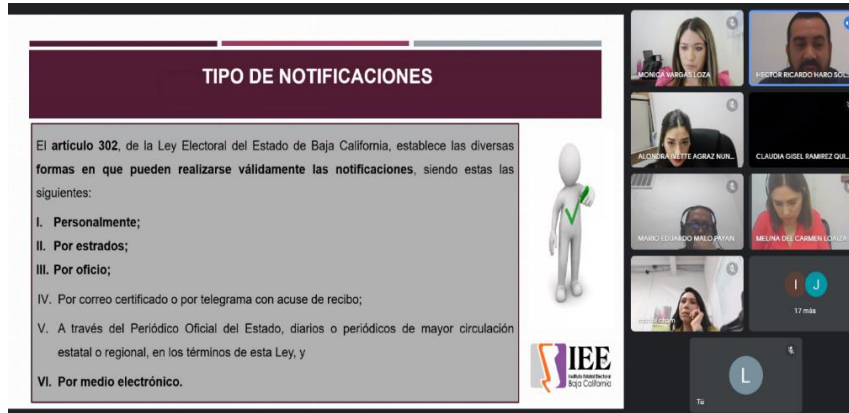 TIPO DE NOTIFICACIONES
El artículo 302, de la Ley Electoral del Estado de Baja California, establece las diversas
formas en que pueden realizarse válidamente las notificaciones, siendo estas las
siguientes:
I. Personalmente;
II. Por estrados;
III. Por oficio;
IV. Por correo certificado o por telegrama con acuse de recibo;
V. A través del Periódico Oficial del Estado, diarios o periódicos de mayor circulación
estatal o regional, en los términos de esta Ley, y
VI. Por medio electrónico.
IEE
Instituto Estatal Electoral
Baja California
MONICA VARGAS LOZA
HECTOR RICARDO HARO SOL...
ALONDRA IVETTE AGRAZ NUN...
CLAUDIA GISEL RAMIREZ QUI...
MARIO EDUARDO MALO PAYAN
MELINA DEL CARMEN LOAIZA
I J
17 más
L
Tú